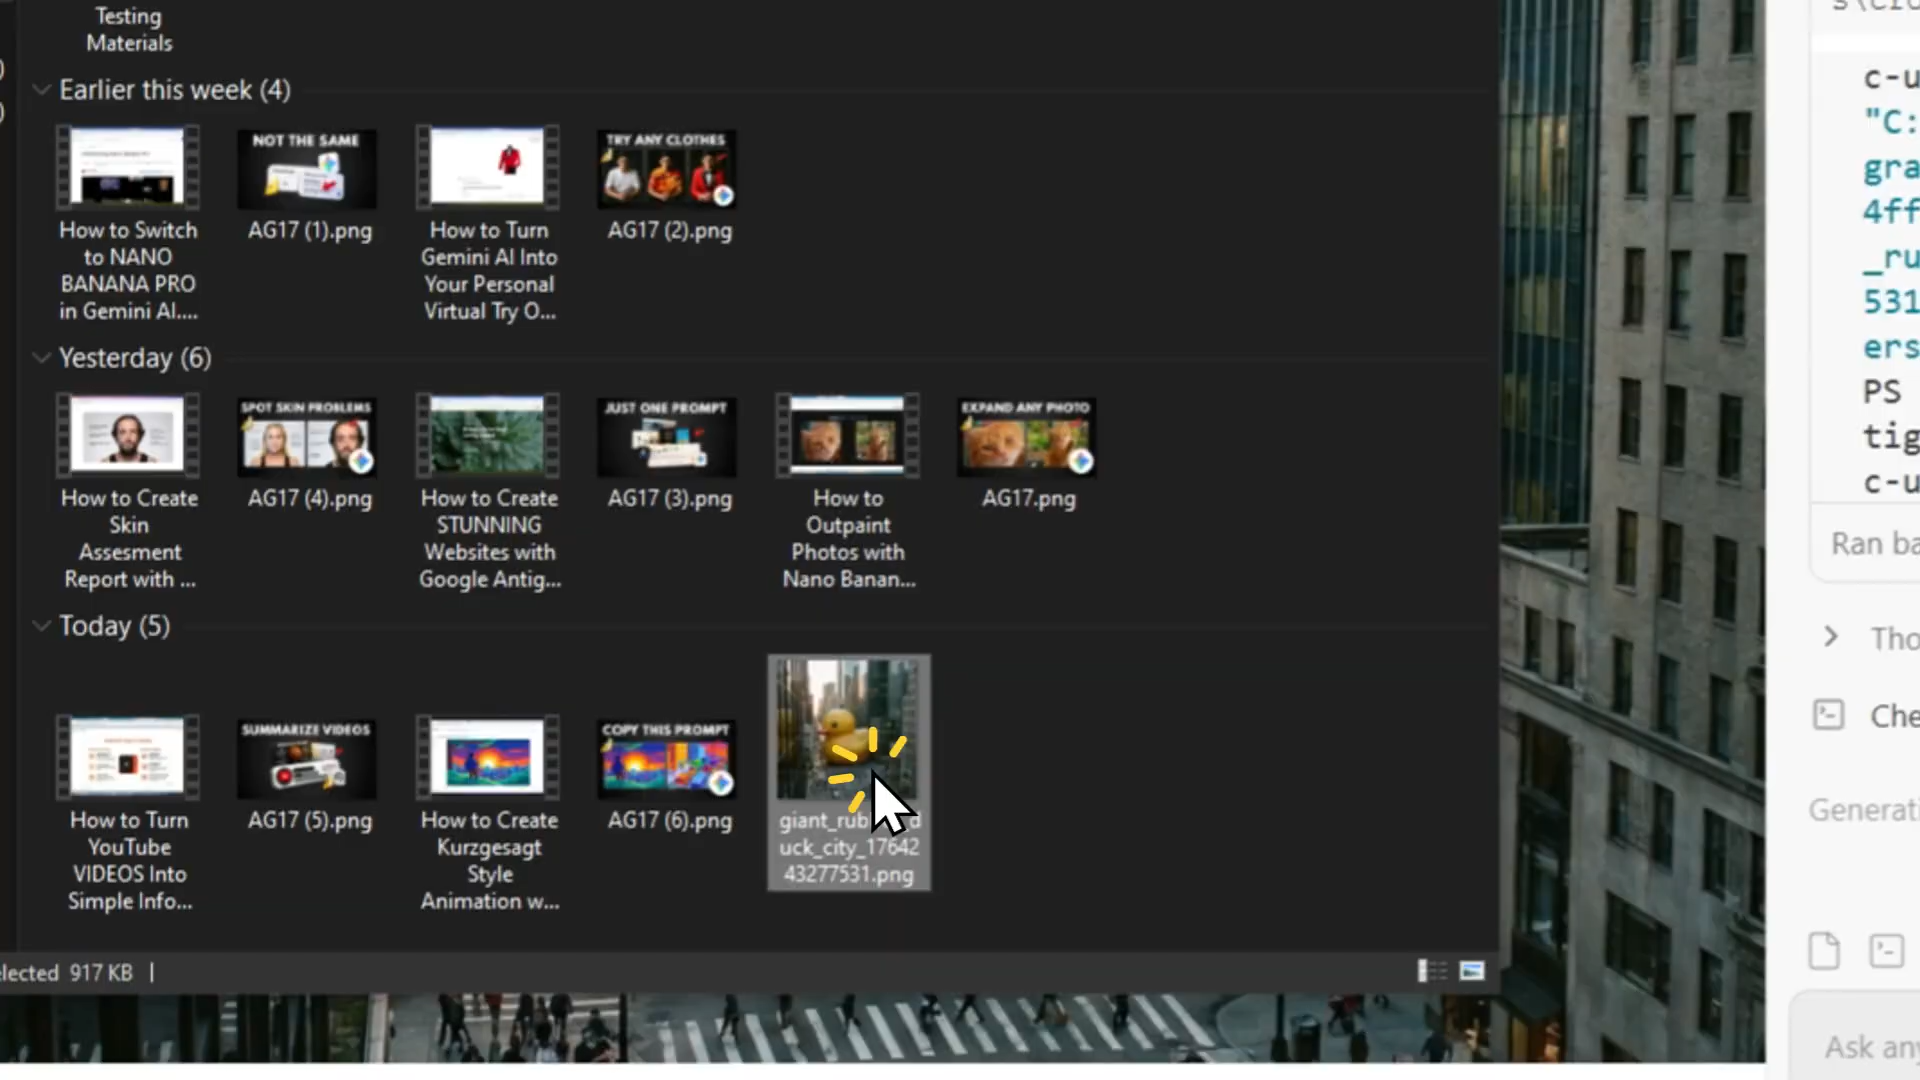 Testing
Materials
Earlier this week (4)
NOT THE SAME
TRY ANY CLOTHES
How to Switch
to NANO
BANANA PRO
in Gemini AI....
AG17 (1).png
How to Turn
Gemini AI Into
Your Personal
Virtual Try O...
AG17 (2).png
Yesterday (6)
SPOT SKIN PROBLEMS
JUST ONE PROMPT
EXPAND ANY PHOTO
How to Create
Skin
Assesment
Report with ...
AG17 (4).png
How to Create
STUNNING
Websites with
Google Antig...
AG17 (3).png
How to
Outpaint
Photos with
Nano Banan...
AG17.png
Today (5)
SUMMARIZE VIDEOS
COPY THIS PROMPT
How to Turn
YouTube
VIDEOS Into
Simple Info...
AG17 (5).png
How to Create
Kurzgesagt
Style
Animation w...
AG17 (6).png
giant_rub
uck_city_17642
43277531.png
elected 917 KB
c-u
"C:
gra
4ff
_ru
531
ers
PS
tig
c-u
Ran ba
Tho
Che
Generati
Ask any